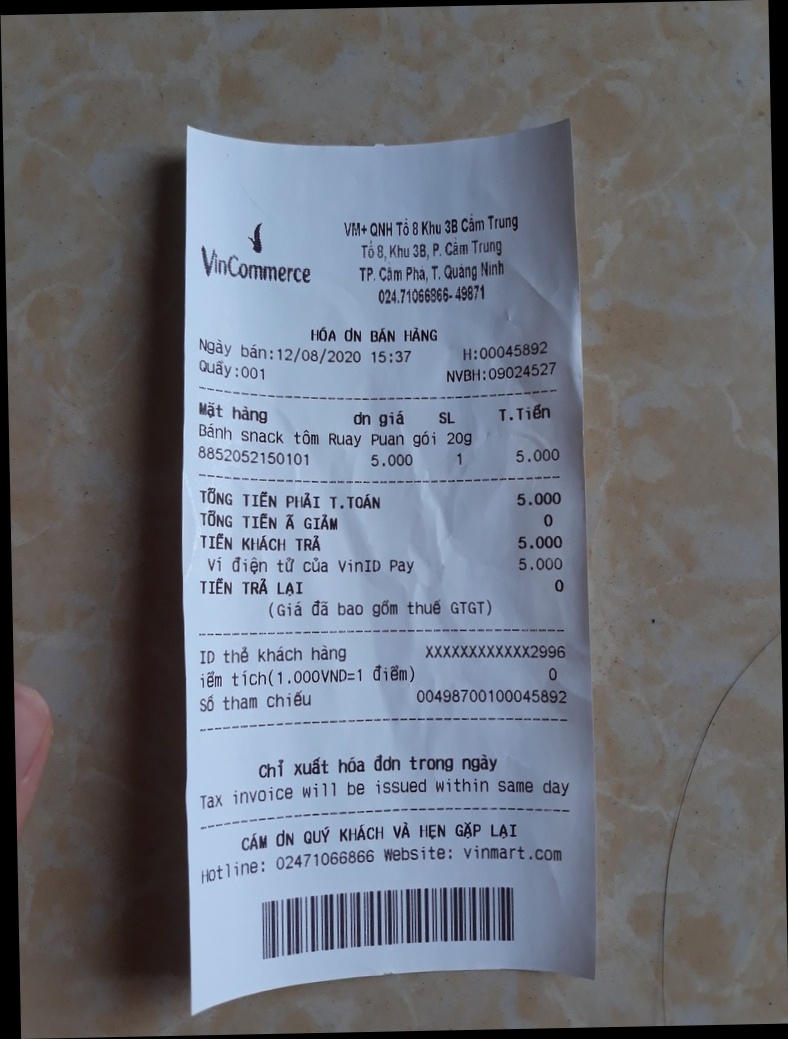 VinCommerce
VM+ QNH Tổ 8 Khu 3B Cẩm Trung
Tổ 8, Khu 3B, P. Cẩm Trung
TP. Cẩm Phả, T. Quảng Ninh
024.71066866-49871
HÓA ƠN BÁN HÀNG
Ngày bán:12/08/2020 15:37 H:00045892
Quầy:001 NVBH:09024527
Mặt hàng ơn giá SL T.Tiền
Bánh snack tôm Ruay Puan gói 20g
8852052150101 5.000 1 5.000
TỔNG TIỀN PHẢI T.TOÁN 5.000
TỔNG TIỀN Ã GIẢM 0
TIỀN KHÁCH TRẢ 5.000
Ví điện tử của VinID Pay 5.000
TIỀN TRẢ LẠI 0
(Giá đã bao gồm thuế GTGT)
ID thẻ khách hàng XXXXXXXXXXXX2996
iểm tích(1.000VND=1 điểm) 0
Số tham chiếu 00498700100045892
Chỉ xuất hóa đơn trong ngày
Tax invoice will be issued within same day
CÁM ƠN QUÝ KHÁCH VÀ HẸN GẶP LẠI
Hotline: 02471066866 Website: vinmart.com